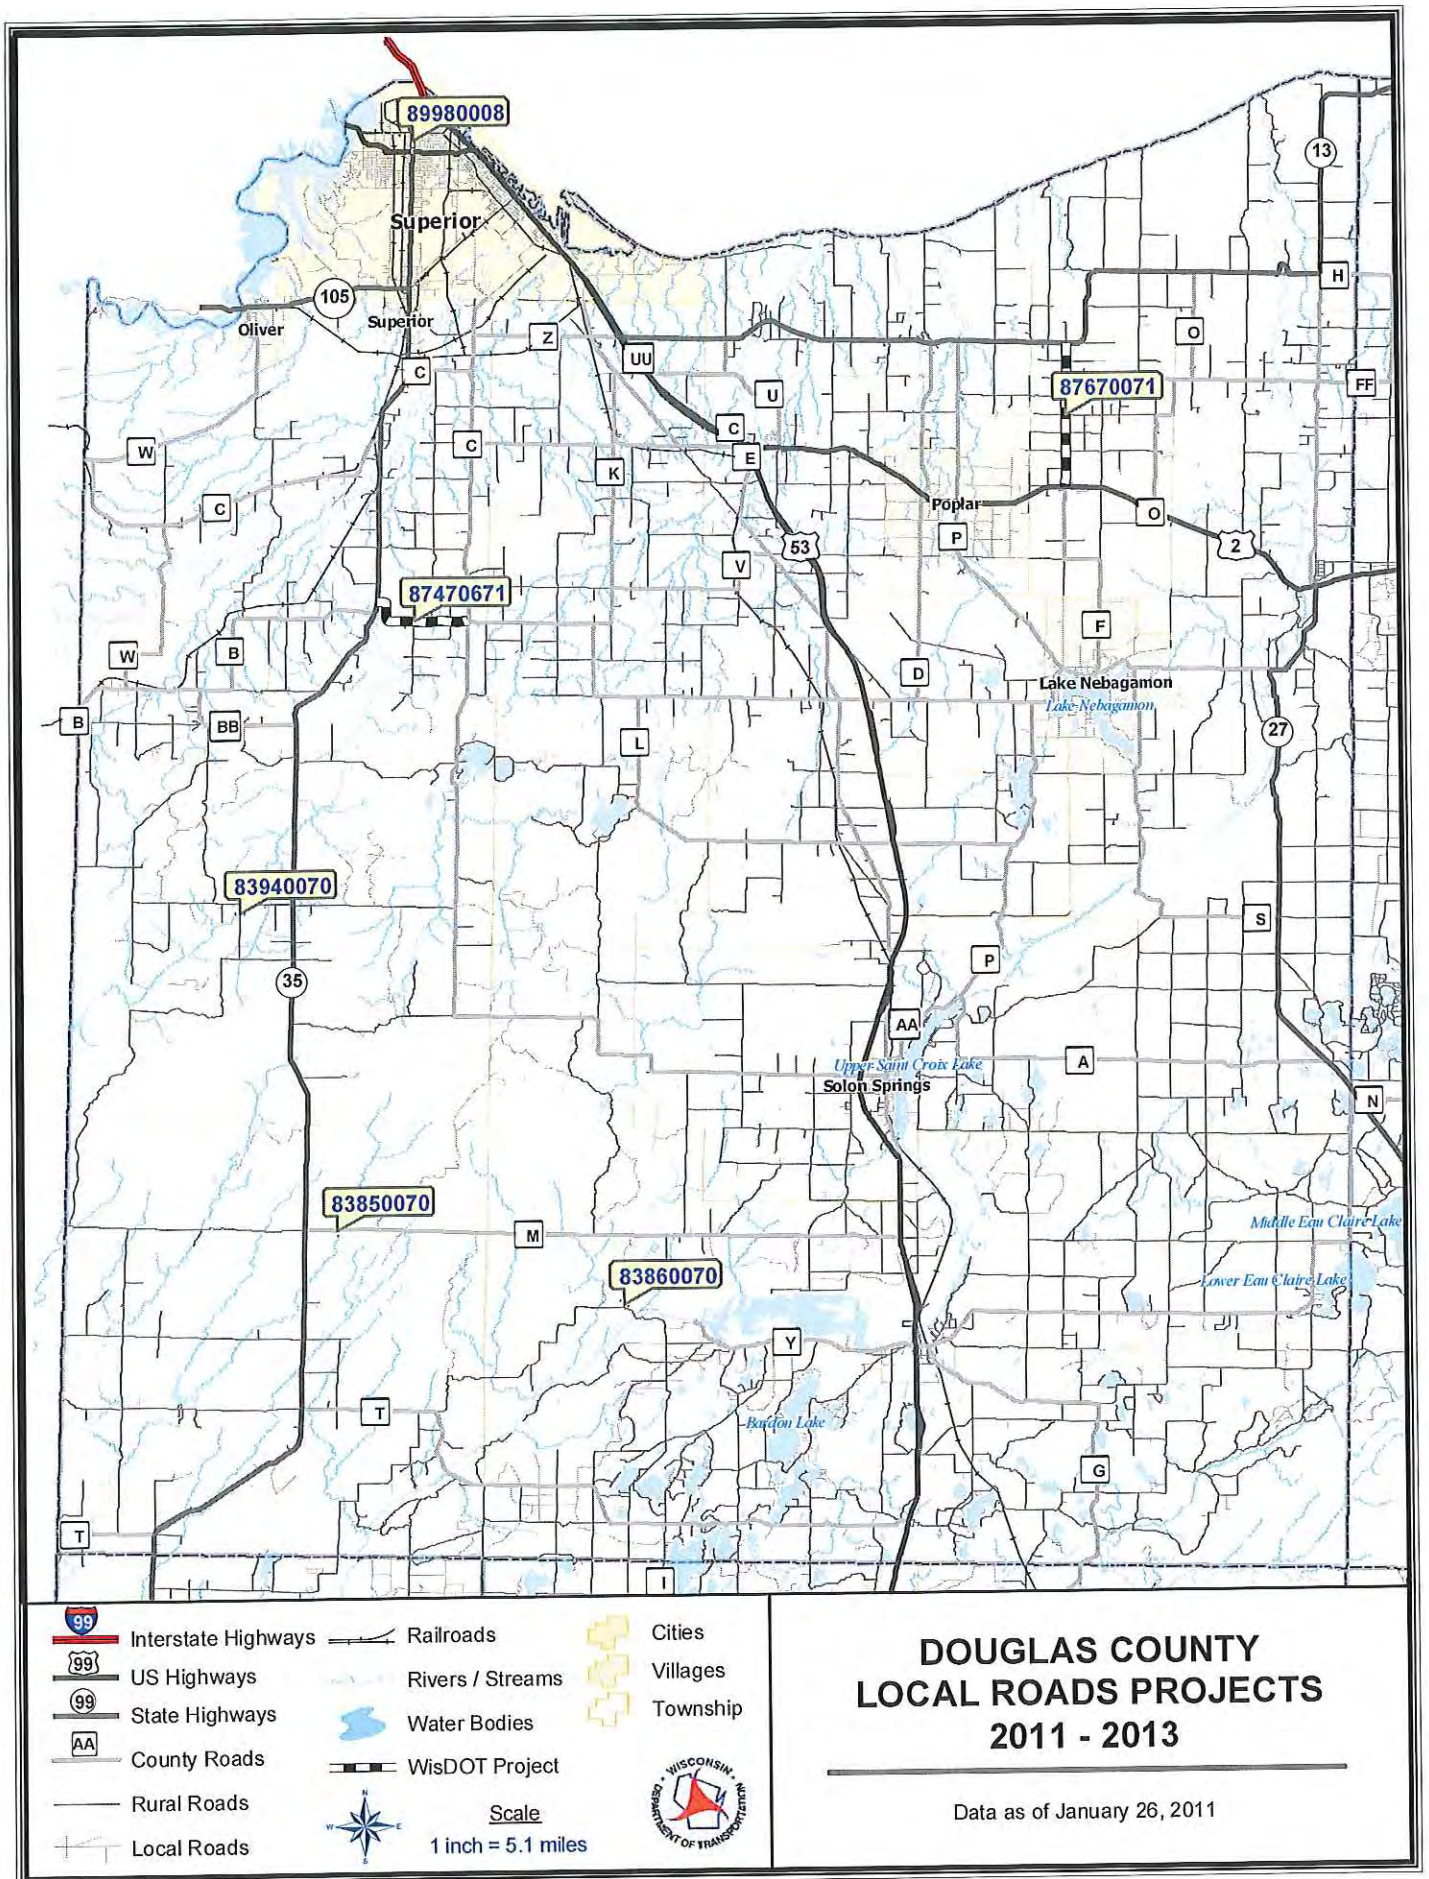 89980008
13
Superior
H
105
Oliver
Superior
Z
O
UU
C
87670071
FF
U
C
W
C
E
K
C
Poplar
O
P
53
2
V
87470671
F
W
B
D
Lake Nebagamon
Lake Nebagamon
B
BB
27
L
83940070
S
P
35
AA
Upper Saint Croix Lake
A
Solon Springs
N
83850070
M
Middle Eau Claire Lake
83860070
Lower Eau Claire Lake
Y
T
Bardon Lake
G
T
I
99
Interstate Highways
99
US Highways
99
State Highways
AA
County Roads
Rural Roads
Local Roads
Railroads
Rivers / Streams
Water Bodies
WisDOT Project
N
W E
S
Scale
1 inch = 5.1 miles
Cities
Villages
Township
WISCONSIN
DEPARTMENT OF TRANSPORTATION
DOUGLAS COUNTY
LOCAL ROADS PROJECTS
2011 - 2013
Data as of January 26, 2011